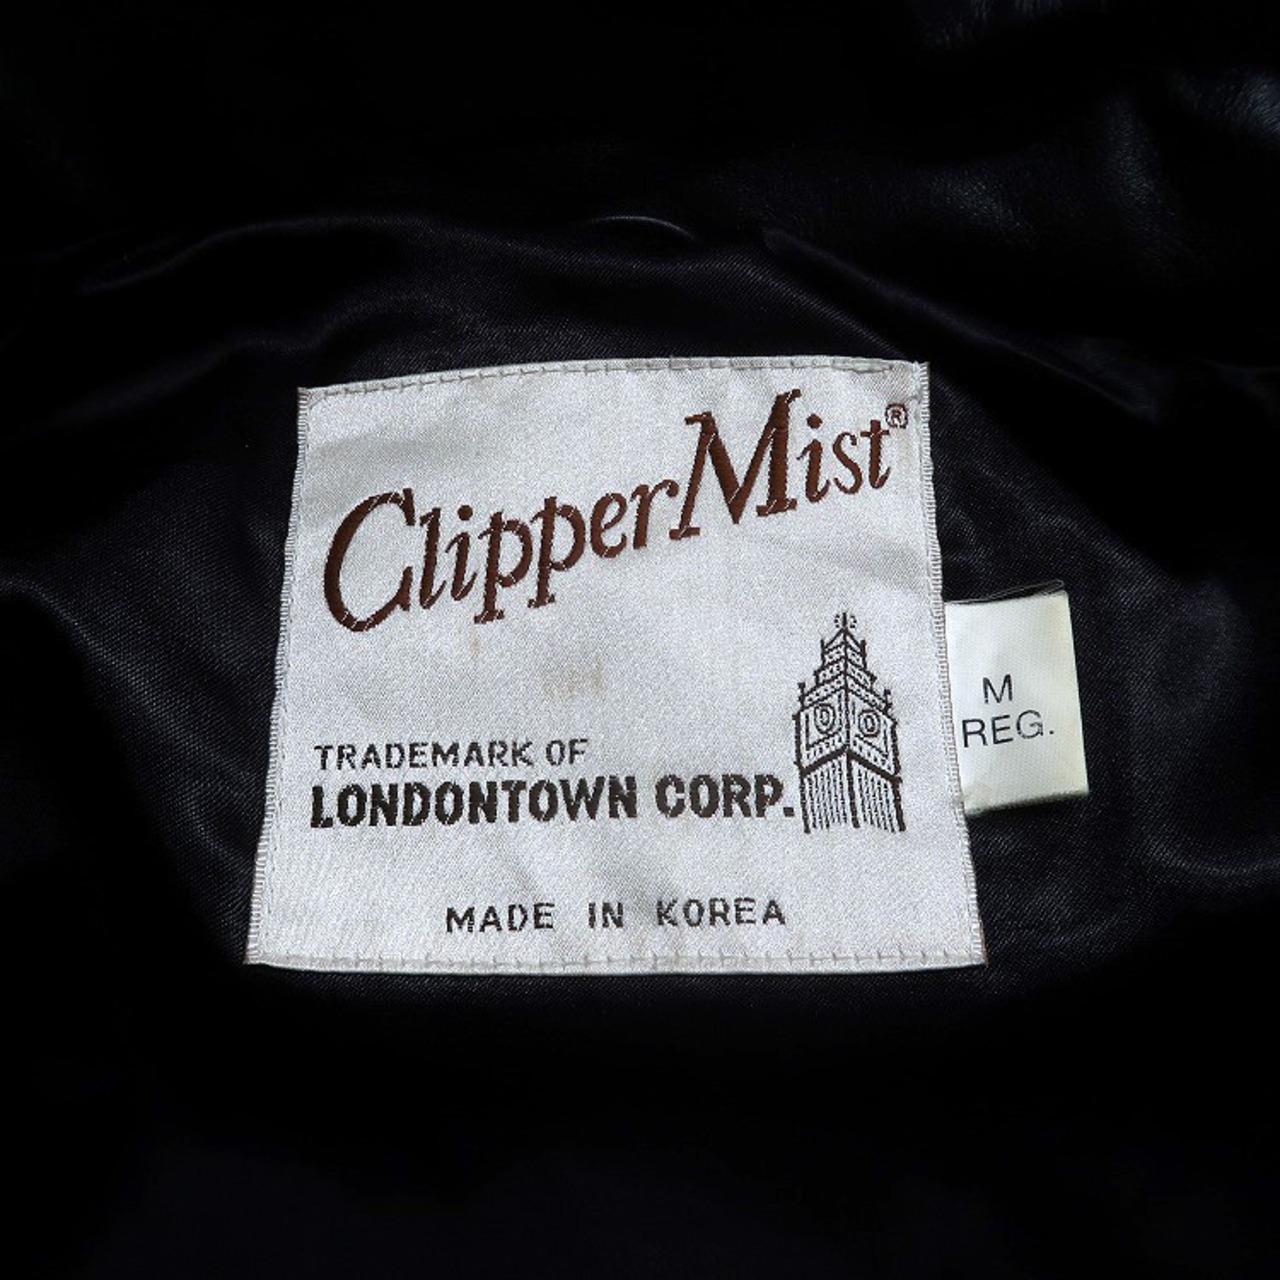 ClipperMist®
TRADEMARK OF
LONDONTOWN CORP.
MADE IN KOREA
M
REG.